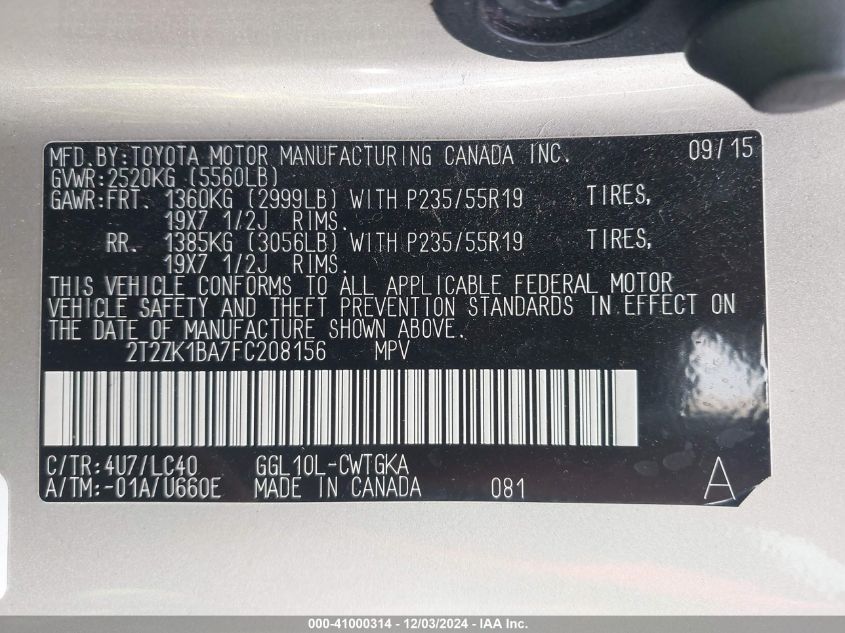 MFD.BY:TOYOTA MOTOR MANUFACTURING CANADA INC. 09/15
GVWR:2520KG (5560LB)
GAWR:FRT. 1360KG (2999LB) WITH P235/55R19 TIRES,
19X7 1/2J RIMS.
RR. 1385KG (3056LB) WITH P235/55R19 TIRES,
19X7 1/2J RIMS.
THIS VEHICLE CONFORMS TO ALL APPLICABLE FEDERAL MOTOR
VEHICLE SAFETY AND THEFT PREVENTION STANDARDS IN EFFECT ON
THE DATE OF MANUFACTURE SHOWN ABOVE.
2T2ZK1BA7FC208156 MPV
C/TR:4U7/LC40 GGL10L-CWTGKA
A/TM:-01A/U660E MADE IN CANADA 081 A
000-41000314 - 12/03/2024 - IAA Inc.